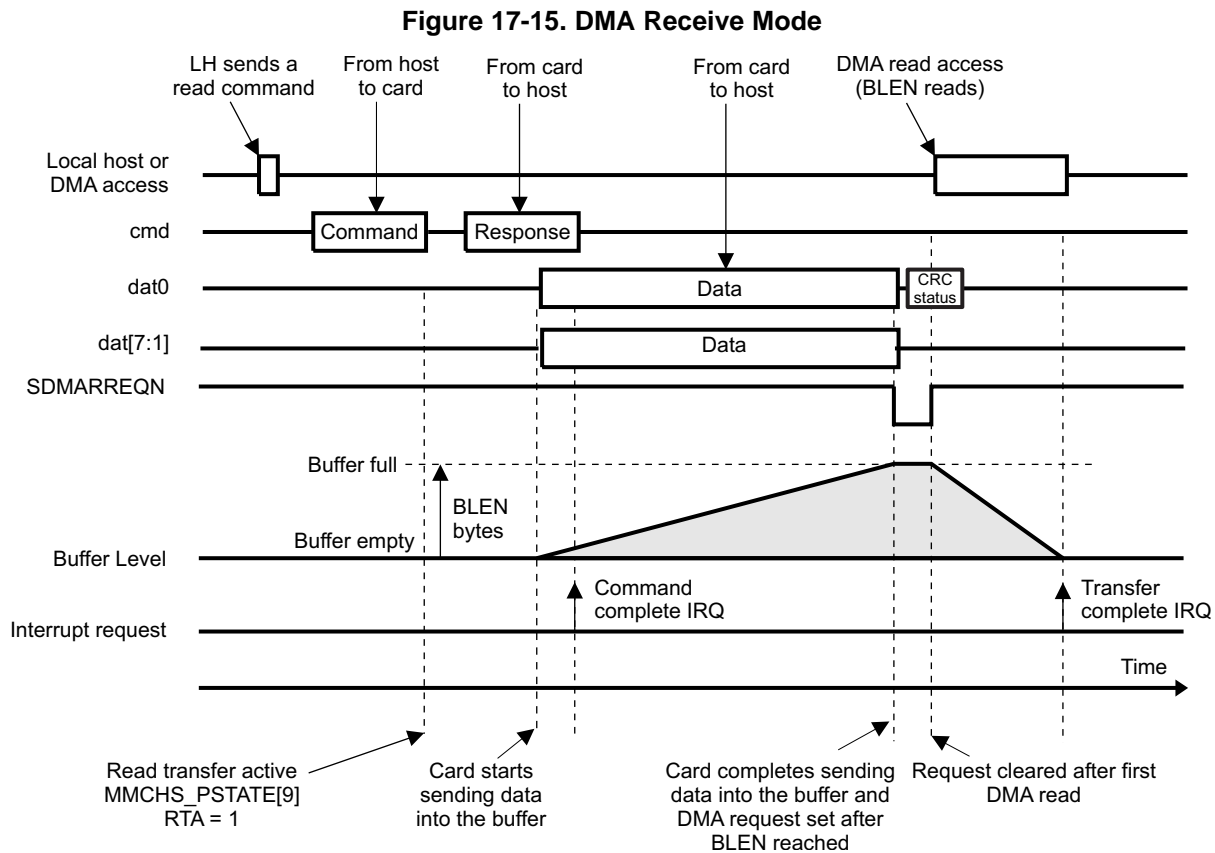 Figure 17-15. DMA Receive Mode
LH sends a
read command
From host
to card
From card
to host
From card
to host
DMA read access
(BLEN reads)
Local host or
DMA access
cmd
Command
Response
dat0
Data
CRC
status
dat[7:1]
Data
SDMARREQN
Buffer full
BLEN
bytes
Buffer empty
Buffer Level
Command
complete IRQ
Transfer
complete IRQ
Interrupt request
Time
Read transfer active
MMCHS_PSTATE[9]
RTA = 1
Card starts
sending data
into the buffer
Card completes sending
data into the buffer and
DMA request set after
BLEN reached
Request cleared after first
DMA read